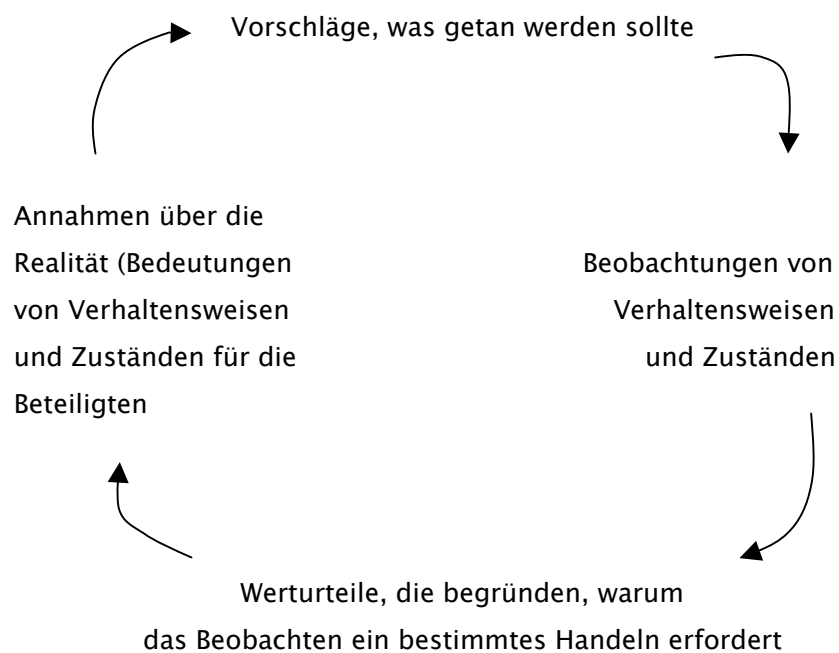 Vorschläge, was getan werden sollte
Annahmen über die
Realität (Bedeutungen
von Verhaltensweisen
und Zuständen für die
Beteiligten
Beobachtungen von
Verhaltensweisen
und Zuständen
Werturteile, die begründen, warum
das Beobachten ein bestimmtes Handeln erfordert